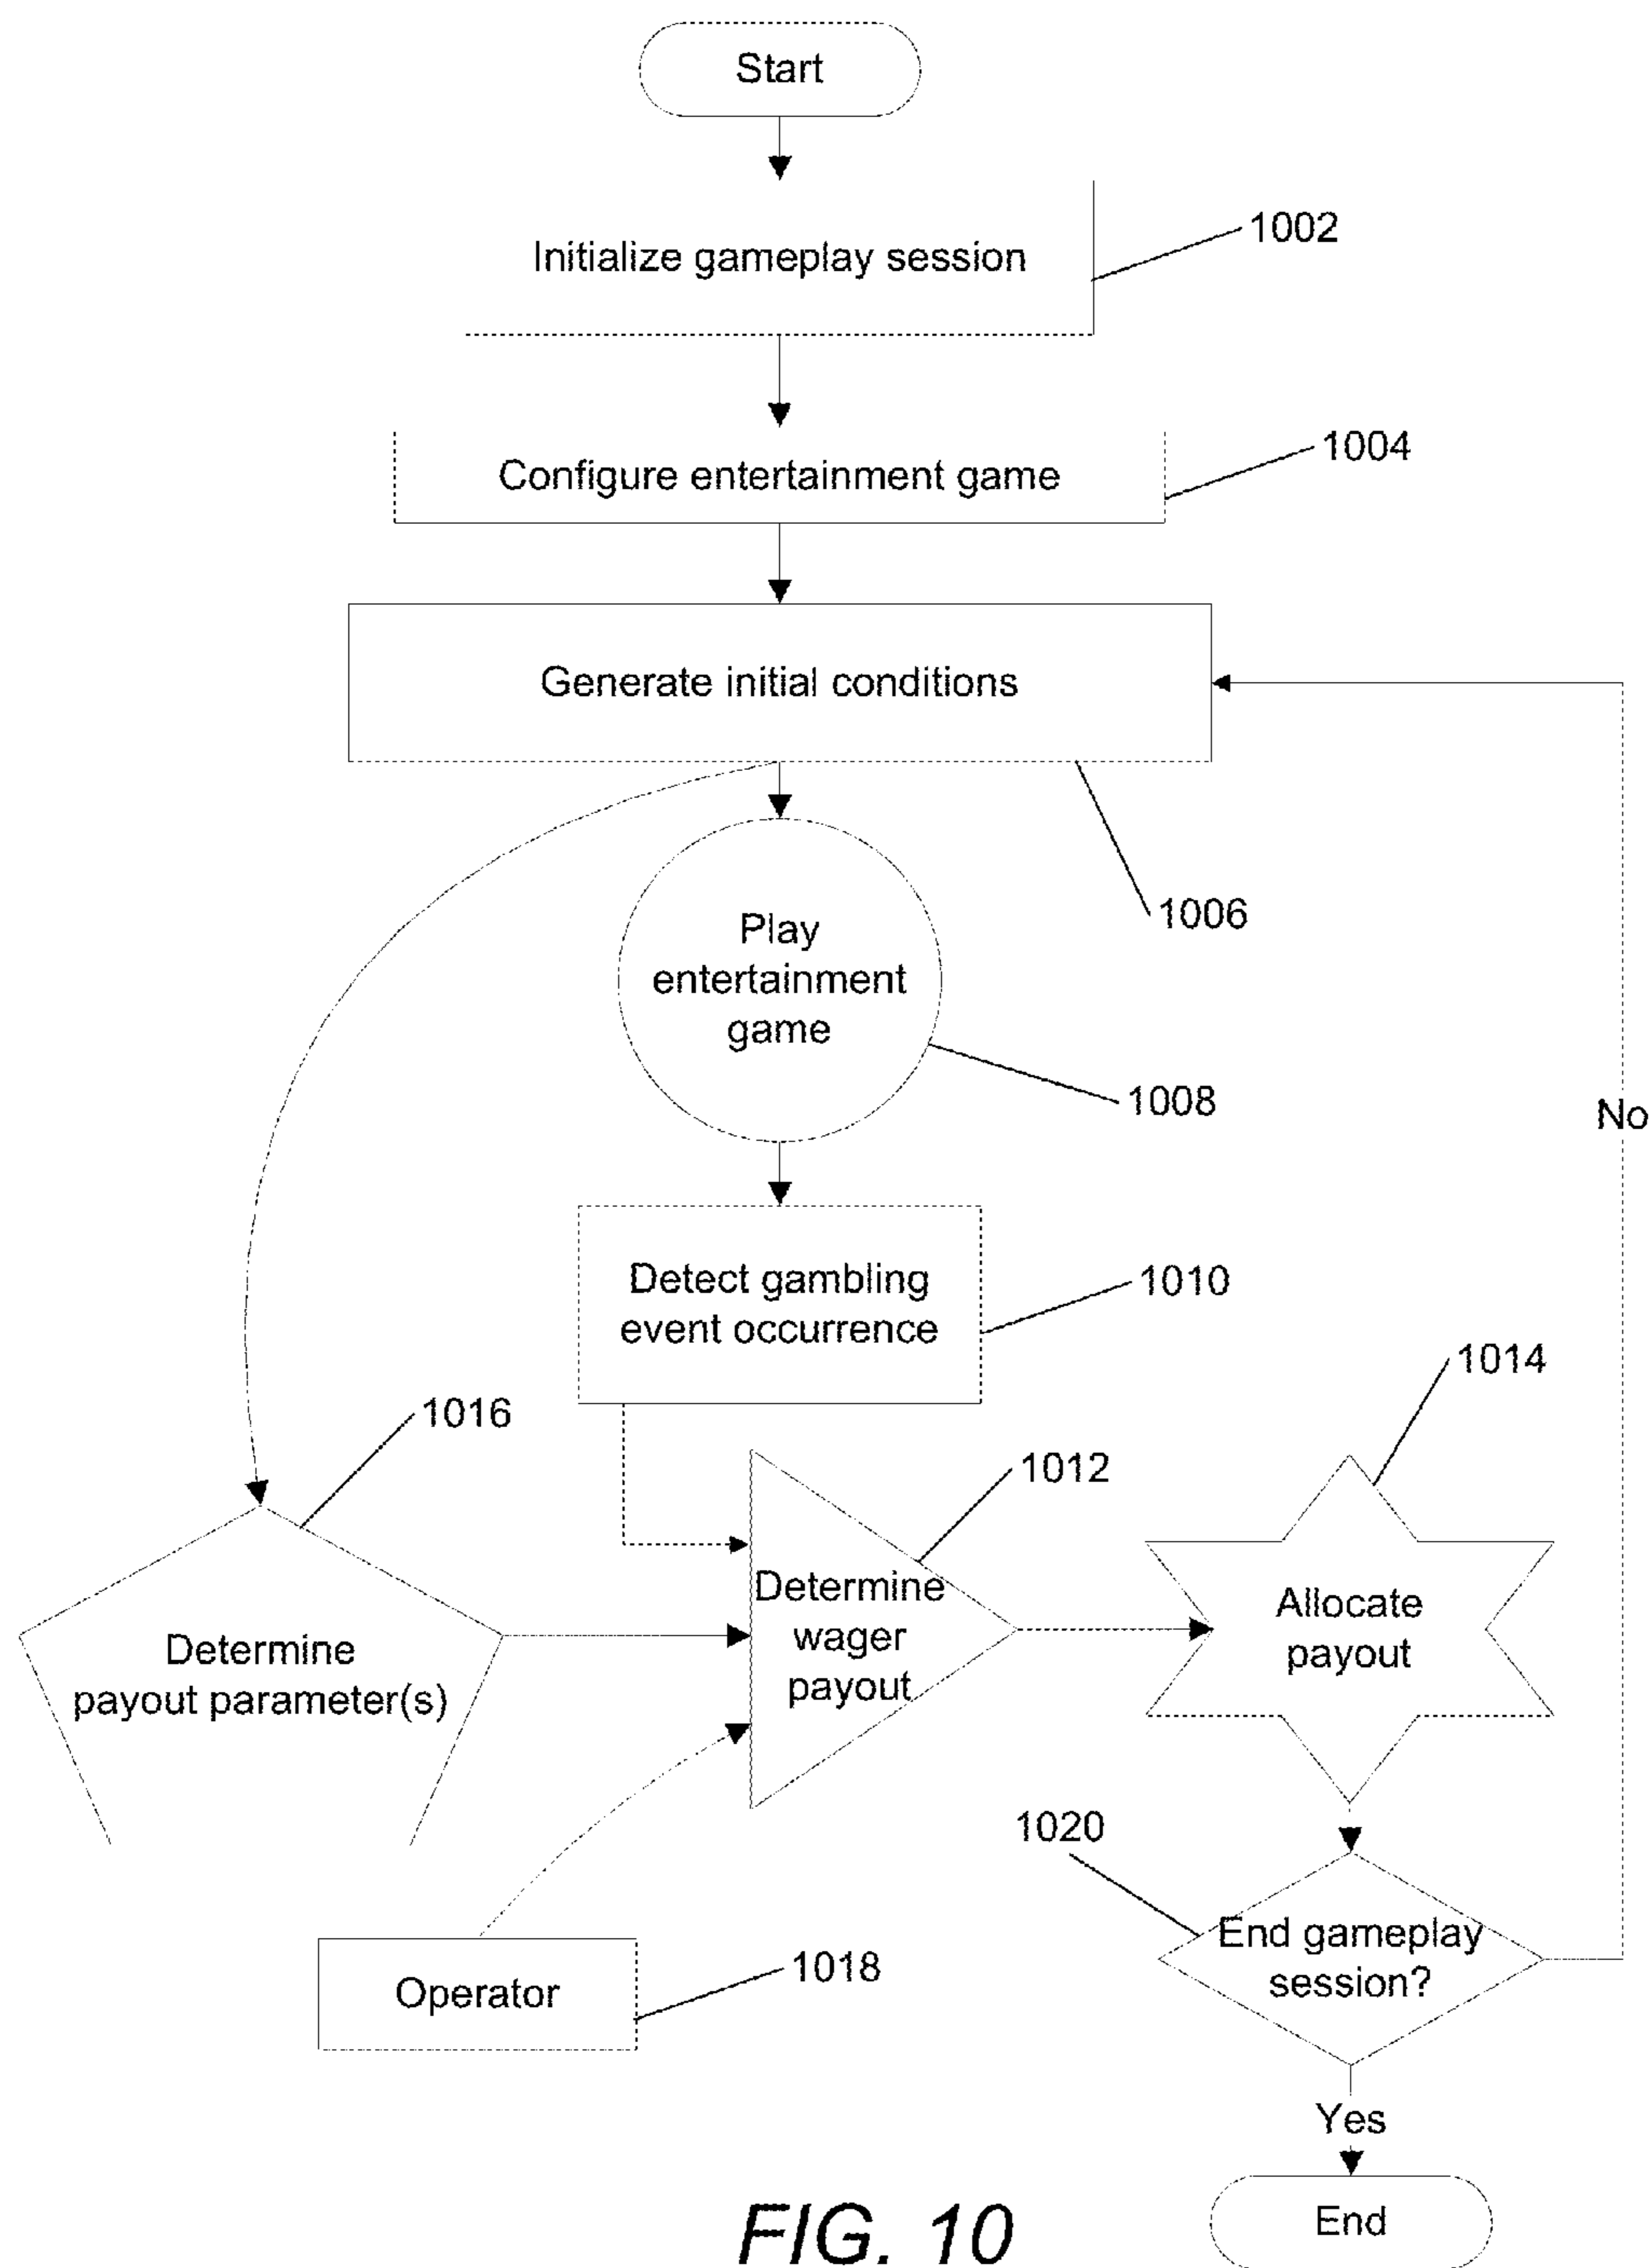 Start
Initialize gameplay session
1002
Configure entertainment game
1004
Generate initial conditions
1006
Play
entertainment
game
1008
No
Detect gambling
event occurrence
1010
1014
1016
1012
Determine
wager
payout
Allocate
payout
Determine
payout parameter(s)
1020
End gameplay
session?
Operator
1018
Yes
End
FIG. 10